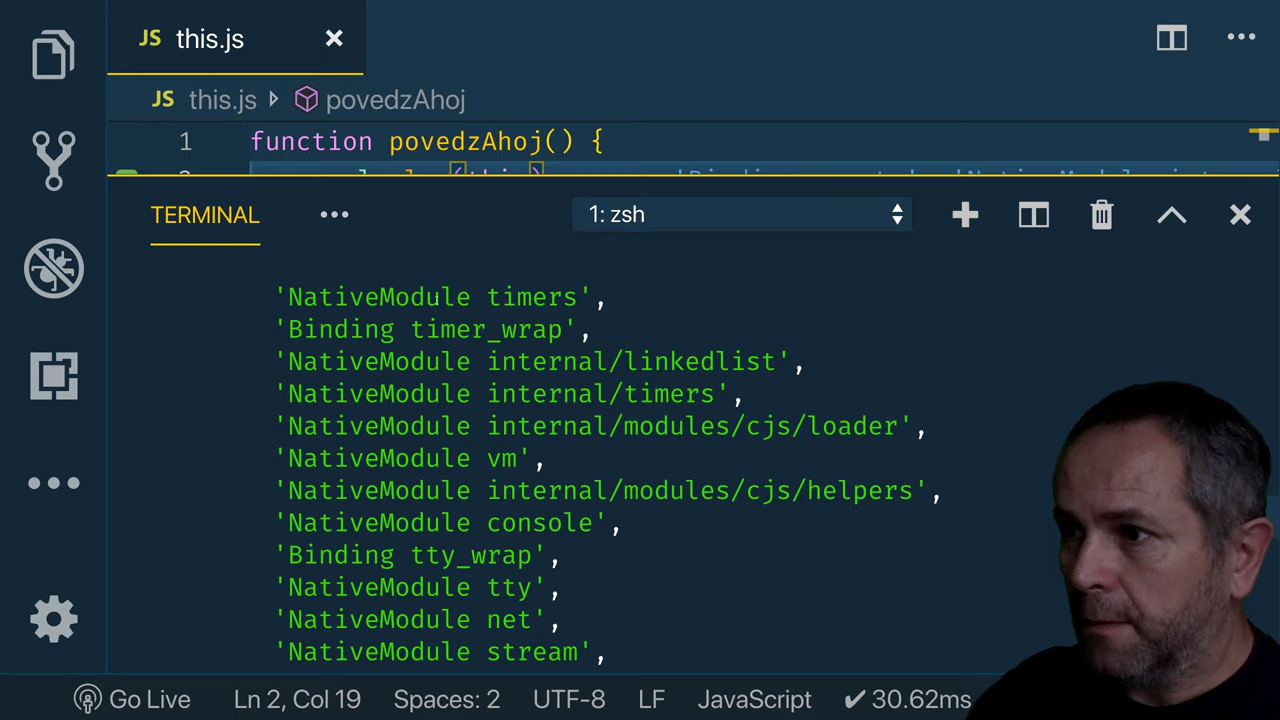 JS this.js
JS this.js povedzAhoj
1 function povedzAhoj() {
TERMINAL
1: zsh
'NativeModule timers',
'Binding timer_wrap',
'NativeModule internal/linkedlist',
'NativeModule internal/timers',
'NativeModule internal/modules/cjs/loader',
'NativeModule vm',
'NativeModule internal/modules/cjs/helpers',
'NativeModule console',
'Binding tty_wrap',
'NativeModule tty',
'NativeModule net',
'NativeModule stream',
Go Live Ln 2, Col 19 Spaces: 2 UTF-8 LF JavaScript ✔ 30.62ms